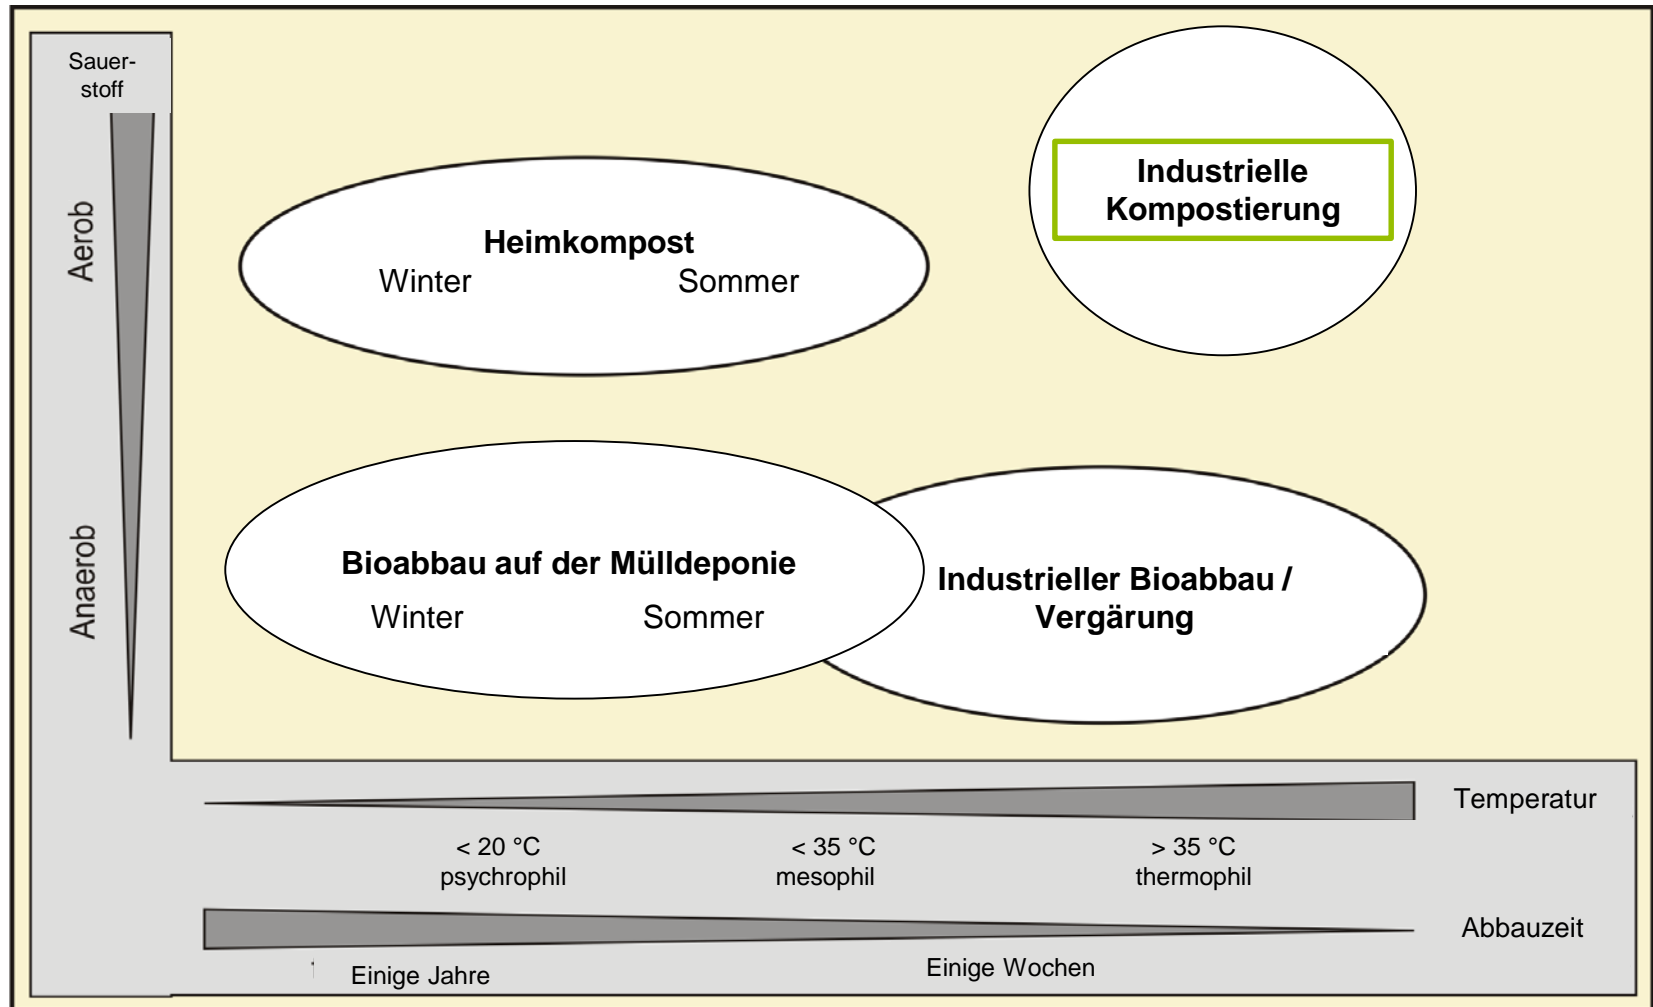 Sauer-
stoff
Aerob
Anaerob
Industrielle
Kompostierung
Heimkompost
Winter Sommer
Bioabbau auf der Mülldeponie
Winter Sommer
Industrieller Bioabbau /
Vergärung
Temperatur
< 20 °C < 35 °C > 35 °C
psychrophil mesophil thermophil
Abbauzeit
Einige Jahre Einige Wochen